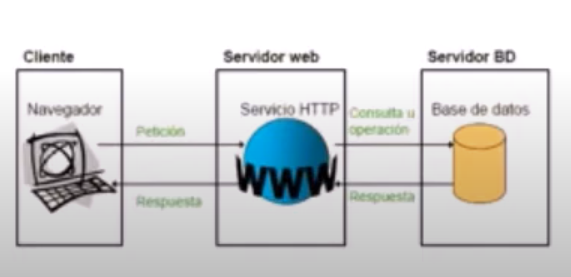 Cliente
Servidor web
Servidor BD
Navegador
Servicio HTTP
Base de datos
Petición
Consulta u
operación
WWW
Respuesta
Respuesta